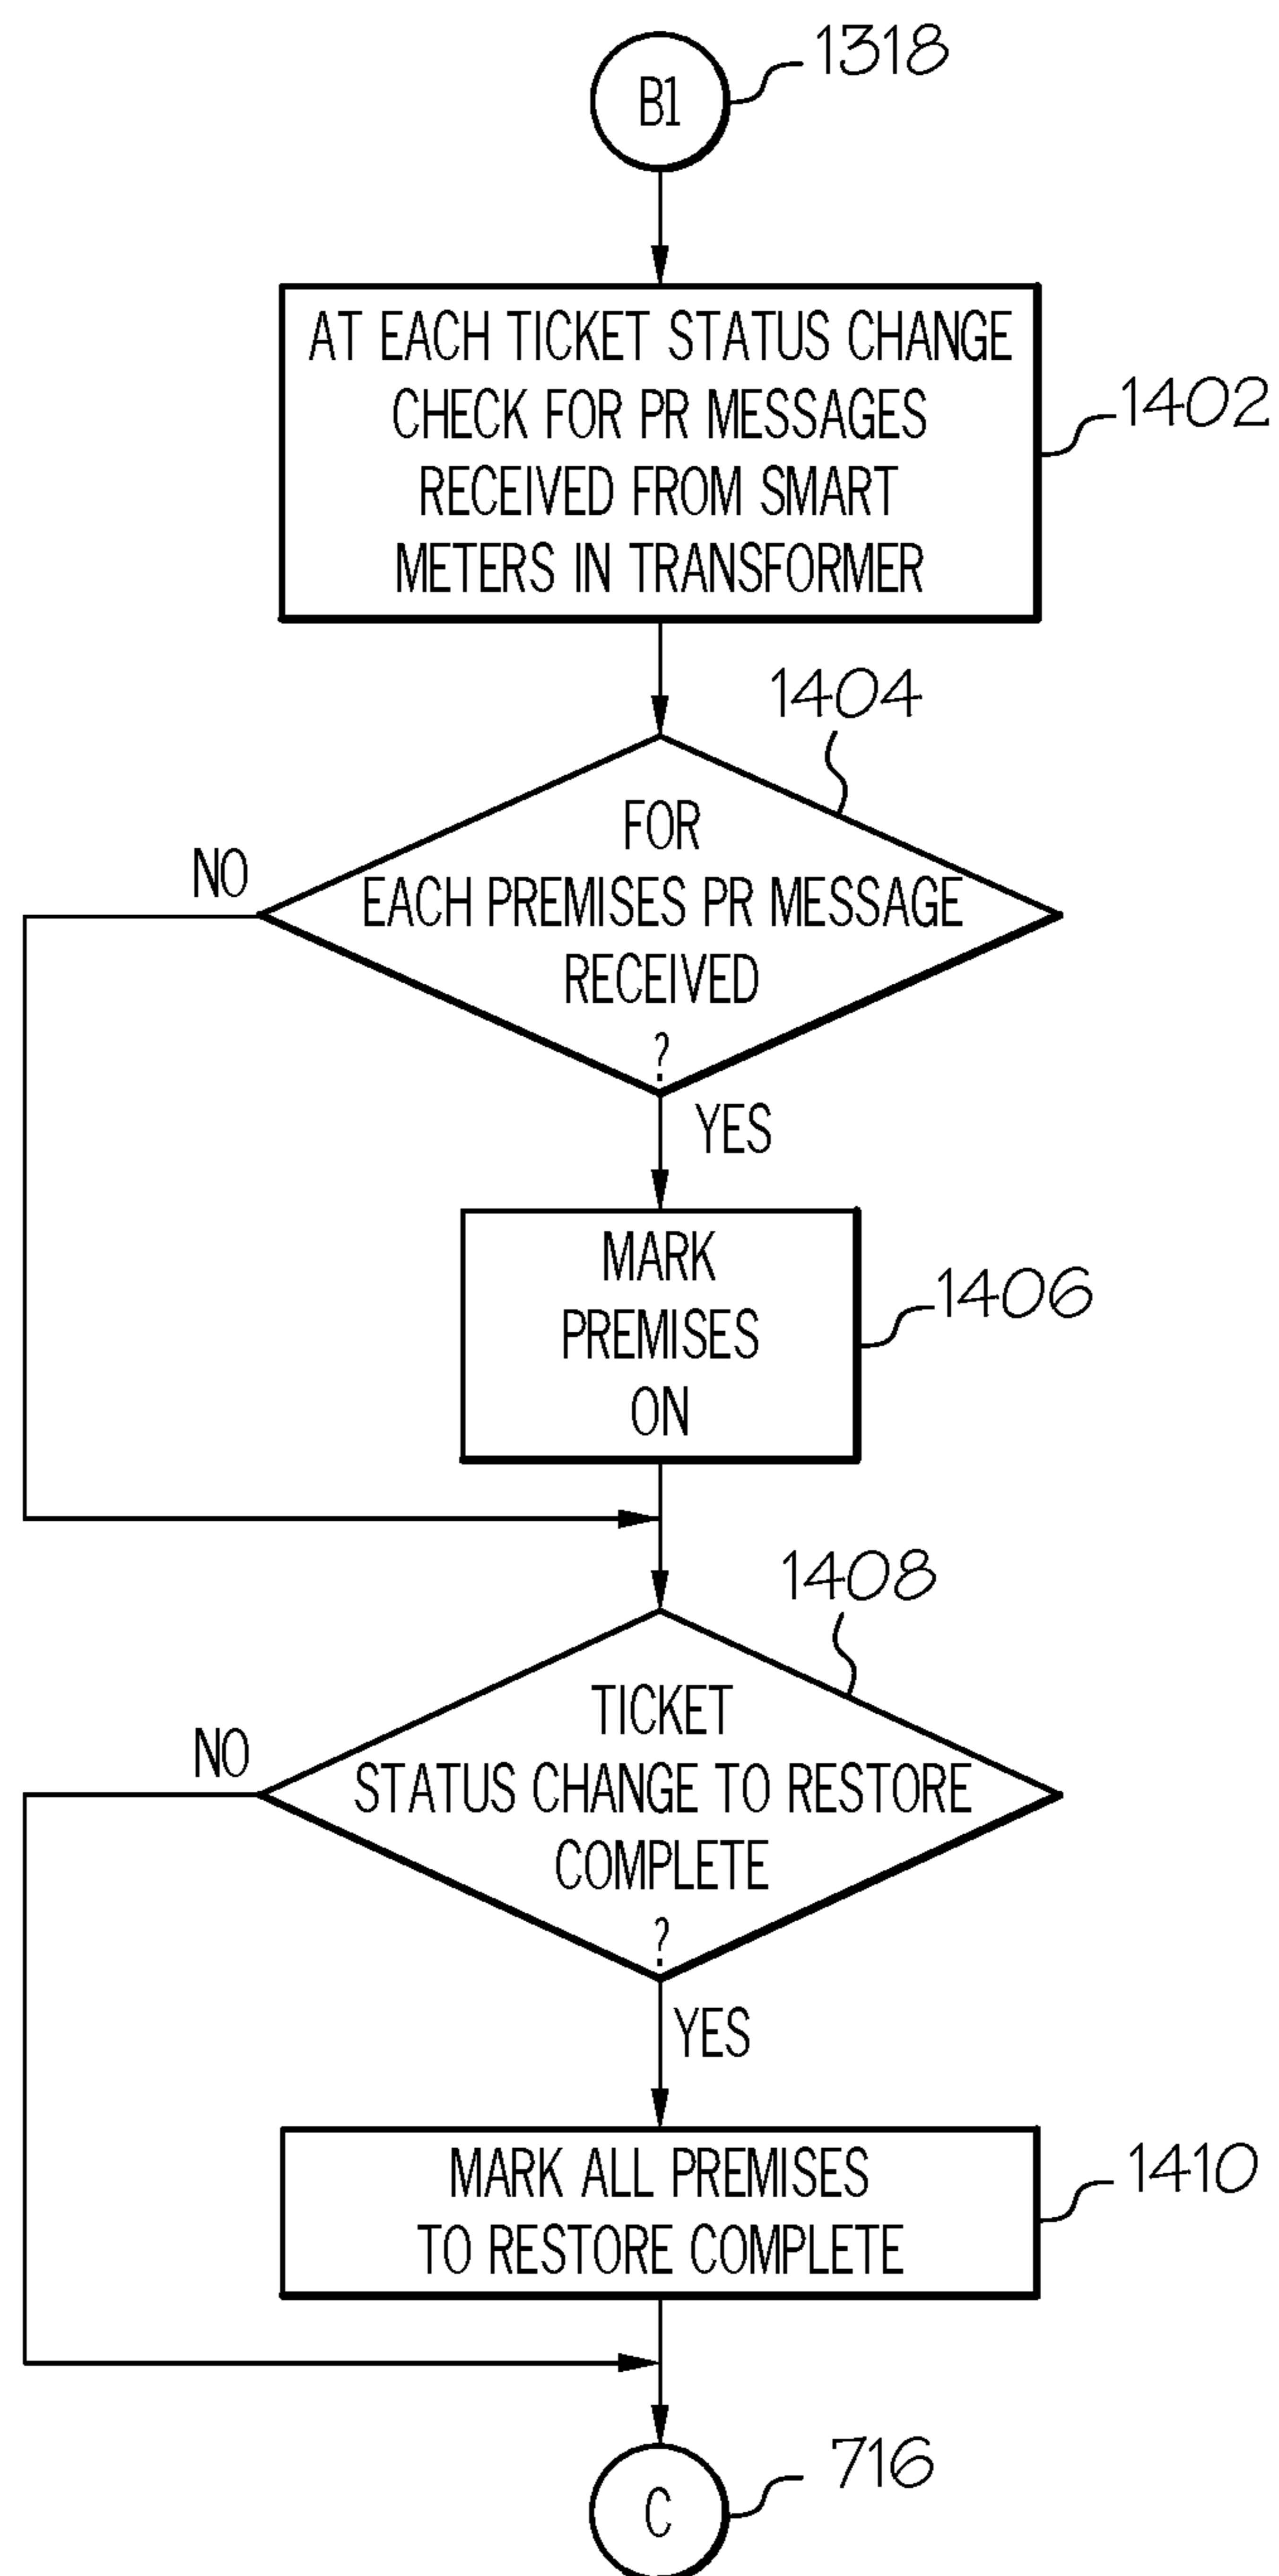 B1
1318
AT EACH TICKET STATUS CHANGE
CHECK FOR PR MESSAGES
RECEIVED FROM SMART
METERS IN TRANSFORMER
1402
1404
FOR
EACH PREMISES PR MESSAGE
RECEIVED
?
NO
YES
MARK
PREMISES
ON
1406
1408
TICKET
STATUS CHANGE TO RESTORE
COMPLETE
?
NO
YES
MARK ALL PREMISES
TO RESTORE COMPLETE
1410
C
716